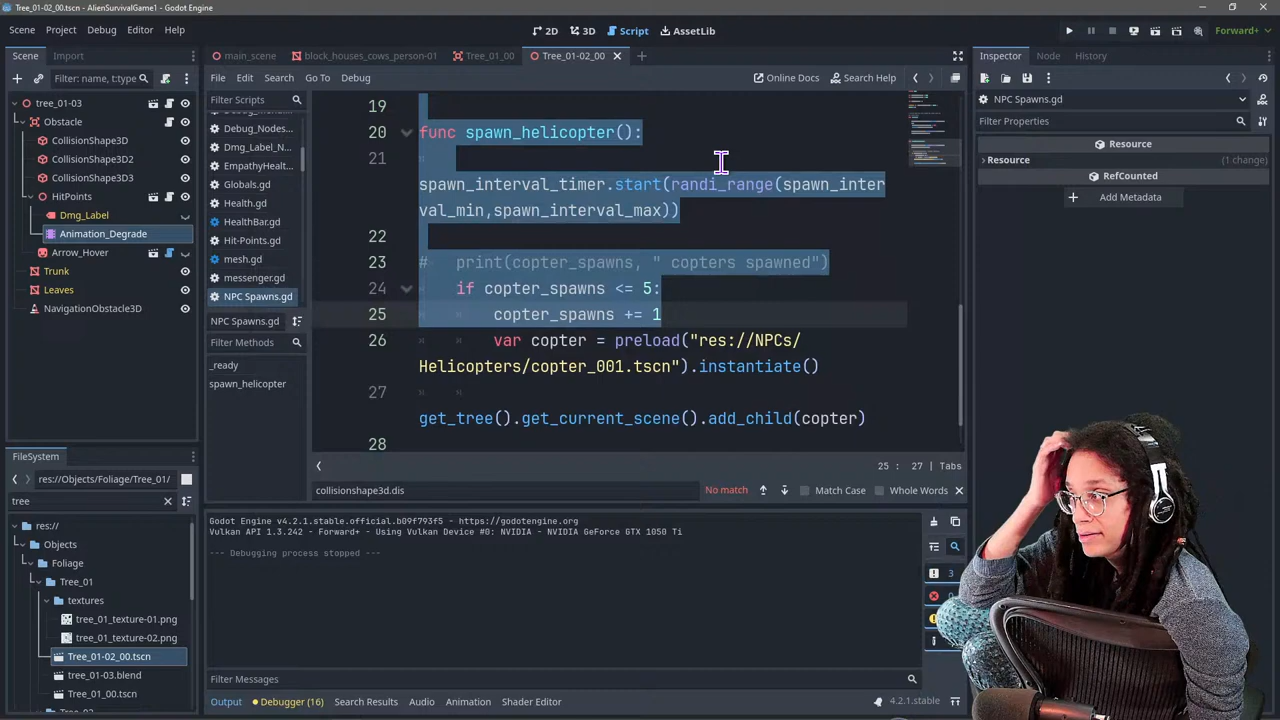 Tree_01-02_00.tscn - AlienSurvivalGame1 - Godot Engine
Scene Project Debug Editor Help
2D 3D Script AssetLib
Forward+
Scene Import
main_scene block_houses_cows_person-01 Tree_01_00 Tree_01-02_00
Inspector Node History
Filter: name, t:type
File Edit Search Go To Debug
Online Docs Search Help
tree_01-03
Obstacle
CollisionShape3D
CollisionShape3D2
CollisionShape3D3
HitPoints
Dmg_Label
Animation_Degrade
Arrow_Hover
Trunk
Leaves
NavigationObstacle3D
Filter Scripts
Debug_Nodes...
Dmg_Label_N...
EmpathyHealt...
Globals.gd
Health.gd
HealthBar.gd
Hit-Points.gd
mesh.gd
messenger.gd
NPC Spawns.gd
NPC Spawns.gd
Filter Methods
_ready
spawn_helicopter
19
20 func spawn_helicopter():
21
spawn_interval_timer.start(randi_range(spawn_inter
val_min,spawn_interval_max))
22
23 # print(copter_spawns, " copters spawned")
24 if copter_spawns <= 5:
25 copter_spawns += 1
26 var copter = preload("res://NPCs/
Helicopters/copter_001.tscn").instantiate()
27
get_tree().get_current_scene().add_child(copter)
28
25 : 27 | Tabs
collisionshape3d.dis
No match Match Case Whole Words
NPC Spawns.gd
Filter Properties
Resource
Resource (1 change)
RefCounted
Add Metadata
FileSystem
res://Objects/Foliage/Tree_01/
tree
res://
Objects
Foliage
Tree_01
textures
tree_01_texture-01.png
tree_01_texture-02.png
Tree_01-02_00.tscn
tree_01-03.blend
Tree_01_00.tscn
Godot Engine v4.2.1.stable.official.b09f793f5 - https://godotengine.org
Vulkan API 1.3.242 - Forward+ - Using Vulkan Device #0: NVIDIA - NVIDIA GeForce GTX 1050 Ti
--- Debugging process stopped ---
3
Filter Messages
Output Debugger (16) Search Results Audio Animation Shader Editor
4.2.1.stable